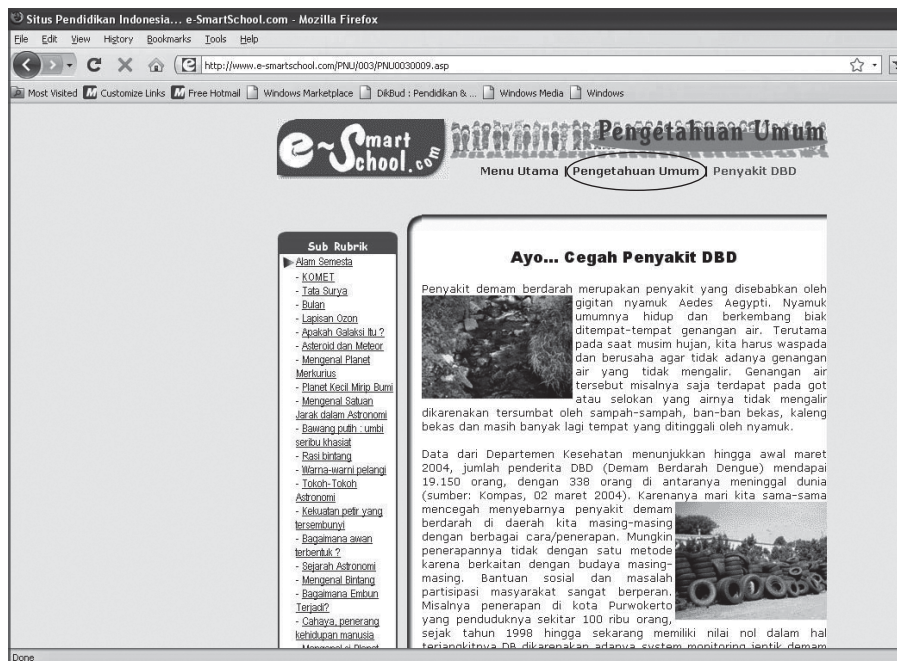 Situs Pendidikan Indonesia... e-SmartSchool.com - Mozilla Firefox
File Edit View History Bookmarks Tools Help
http://www.e-smartschool.com/PNU/003/PNU0030009.asp
Most Visited Customize Links Free Hotmail Windows Marketplace DikBud : Pendidikan & ... Windows Media Windows
e~Smart School.com
Pengetahuan Umum
Menu Utama | Pengetahuan Umum | Penyakit DBD
Sub Rubrik
Alam Semesta
- KOMET
- Tata Surya
- Bulan
- Lapisan Ozon
- Apakah Galaksi Itu ?
- Asteroid dan Meteor
- Mengenal Planet
Merkurius
- Planet Kecil Mirip Bumi
- Mengenal Satuan
Jarak dalam Astronomi
- Bawang putih : umbi
seribu khasiat
- Rasi bintang
- Warna-warni pelangi
- Tokoh-Tokoh
Astronomi
- Kekuatan petir yang
tersembunyi
- Bagaimana awan
terbentuk ?
- Sejarah Astronomi
- Mengenal Bintang
- Bagaimana Embun
Terjadi?
- Cahaya, penerang
kehidupan manusia
- Mengenal si Planet
Ayo... Cegah Penyakit DBD
Penyakit demam berdarah merupakan penyakit yang disebabkan oleh
gigitan nyamuk Aedes Aegypti. Nyamuk
umumnya hidup dan berkembang biak
ditempat-tempat genangan air. Terutama
pada saat musim hujan, kita harus waspada
dan berusaha agar tidak adanya genangan
air yang tidak mengalir. Genangan air
tersebut misalnya saja terdapat pada got
atau selokan yang airnya tidak mengalir
dikarenakan tersumbat oleh sampah-sampah, ban-ban bekas, kaleng
bekas dan masih banyak lagi tempat yang ditinggali oleh nyamuk.
Data dari Departemen Kesehatan menunjukkan hingga awal maret
2004, jumlah penderita DBD (Demam Berdarah Dengue) mendapai
19.150 orang, dengan 338 orang di antaranya meninggal dunia
(sumber: Kompas, 02 maret 2004). Karenanya mari kita sama-sama
mencegah menyebarnya penyakit demam
berdarah di daerah kita masing-masing
dengan berbagai cara/penerapan. Mungkin
penerapannya tidak dengan satu metode
karena berkaitan dengan budaya masing-
masing. Bantuan sosial dan masalah
partisipasi masyarakat sangat berperan.
Misalnya penerapan di kota Purwokerto
yang penduduknya sekitar 100 ribu orang,
sejak tahun 1998 hingga sekarang memiliki nilai nol dalam hal
terjangkitnya DB dikarenakan adanya system monitoring jentik demam
Done